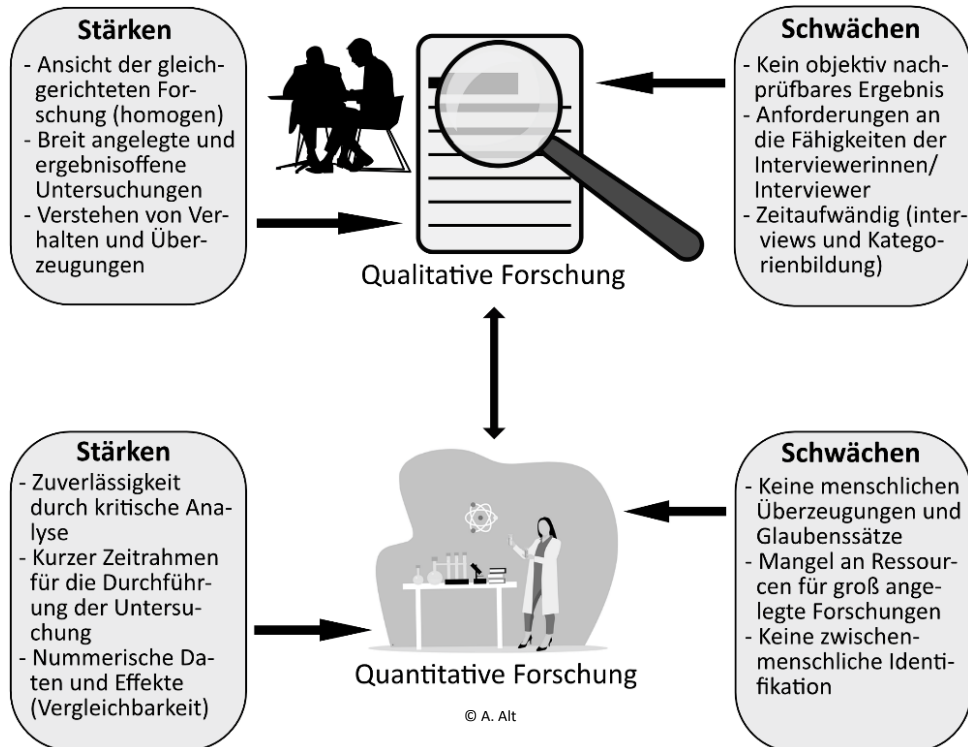 Stärken
- Ansicht der gleich-
gerichteten For-
schung (homogen)
- Breit angelegte und
ergebnisoffene
Untersuchungen
- Verstehen von Ver-
halten und Über-
zeugungen
Schwächen
- Kein objektiv nach-
prüfbares Ergebnis
- Anforderungen an
die Fähigkeiten der
Interviewerinnen/
Interviewer
- Zeitaufwändig (inter-
views und Katego-
rienbildung)
Qualitative Forschung
Stärken
- Zuverlässigkeit
durch kritische Ana-
lyse
- Kurzer Zeitrahmen
für die Durchführ-
rung der Untersu-
chung
- Nummerische Da-
ten und Effekte
(Vergleichbarkeit)
Schwächen
- Keine menschlichen
Überzeugungen und
Glaubenssätze
- Mangel an Ressour-
cen für groß ange-
legte Forschungen
- Keine zwischen-
menschliche Identi-
fikation
Quantitative Forschung
© A. Alt